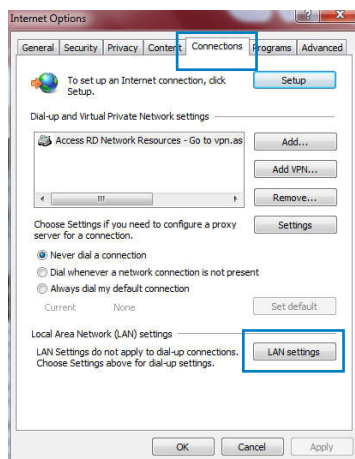 Internet Options
General Security Privacy Content Connections Programs Advanced
To set up an Internet connection, click
Setup.
Setup
Dial-up and Virtual Private Network settings
Access RD Network Resources - Go to vpn.as
Add...
Add VPN...
Remove...
Choose Settings if you need to configure a proxy
server for a connection.
Settings
Never dial a connection
Dial whenever a network connection is not present
Always dial my default connection
Current None
Set default
Local Area Network (LAN) settings
LAN Settings do not apply to dial-up connections.
Choose Settings above for dial-up settings.
LAN settings
OK Cancel Apply